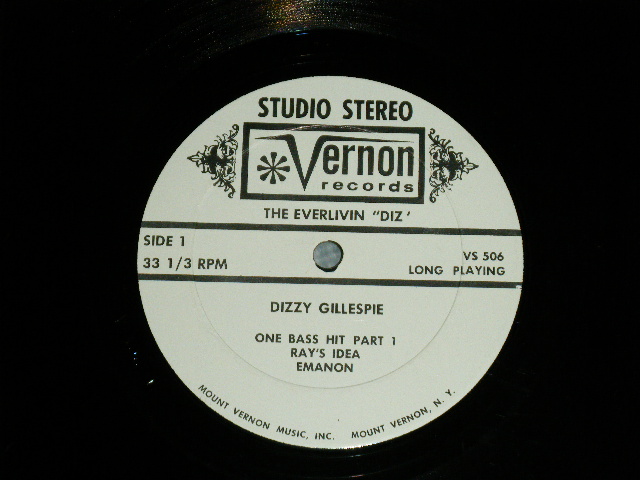 STUDIO STEREO
Vernon
records
THE EVERLIVIN "DIZ'
SIDE 1
33 1/3 RPM
VS 506
LONG PLAYING
DIZZY GILLESPIE
ONE BASS HIT PART 1
RAY'S IDEA
EMANON
MOUNT VERNON MUSIC, INC. MOUNT VERNON, N. Y.